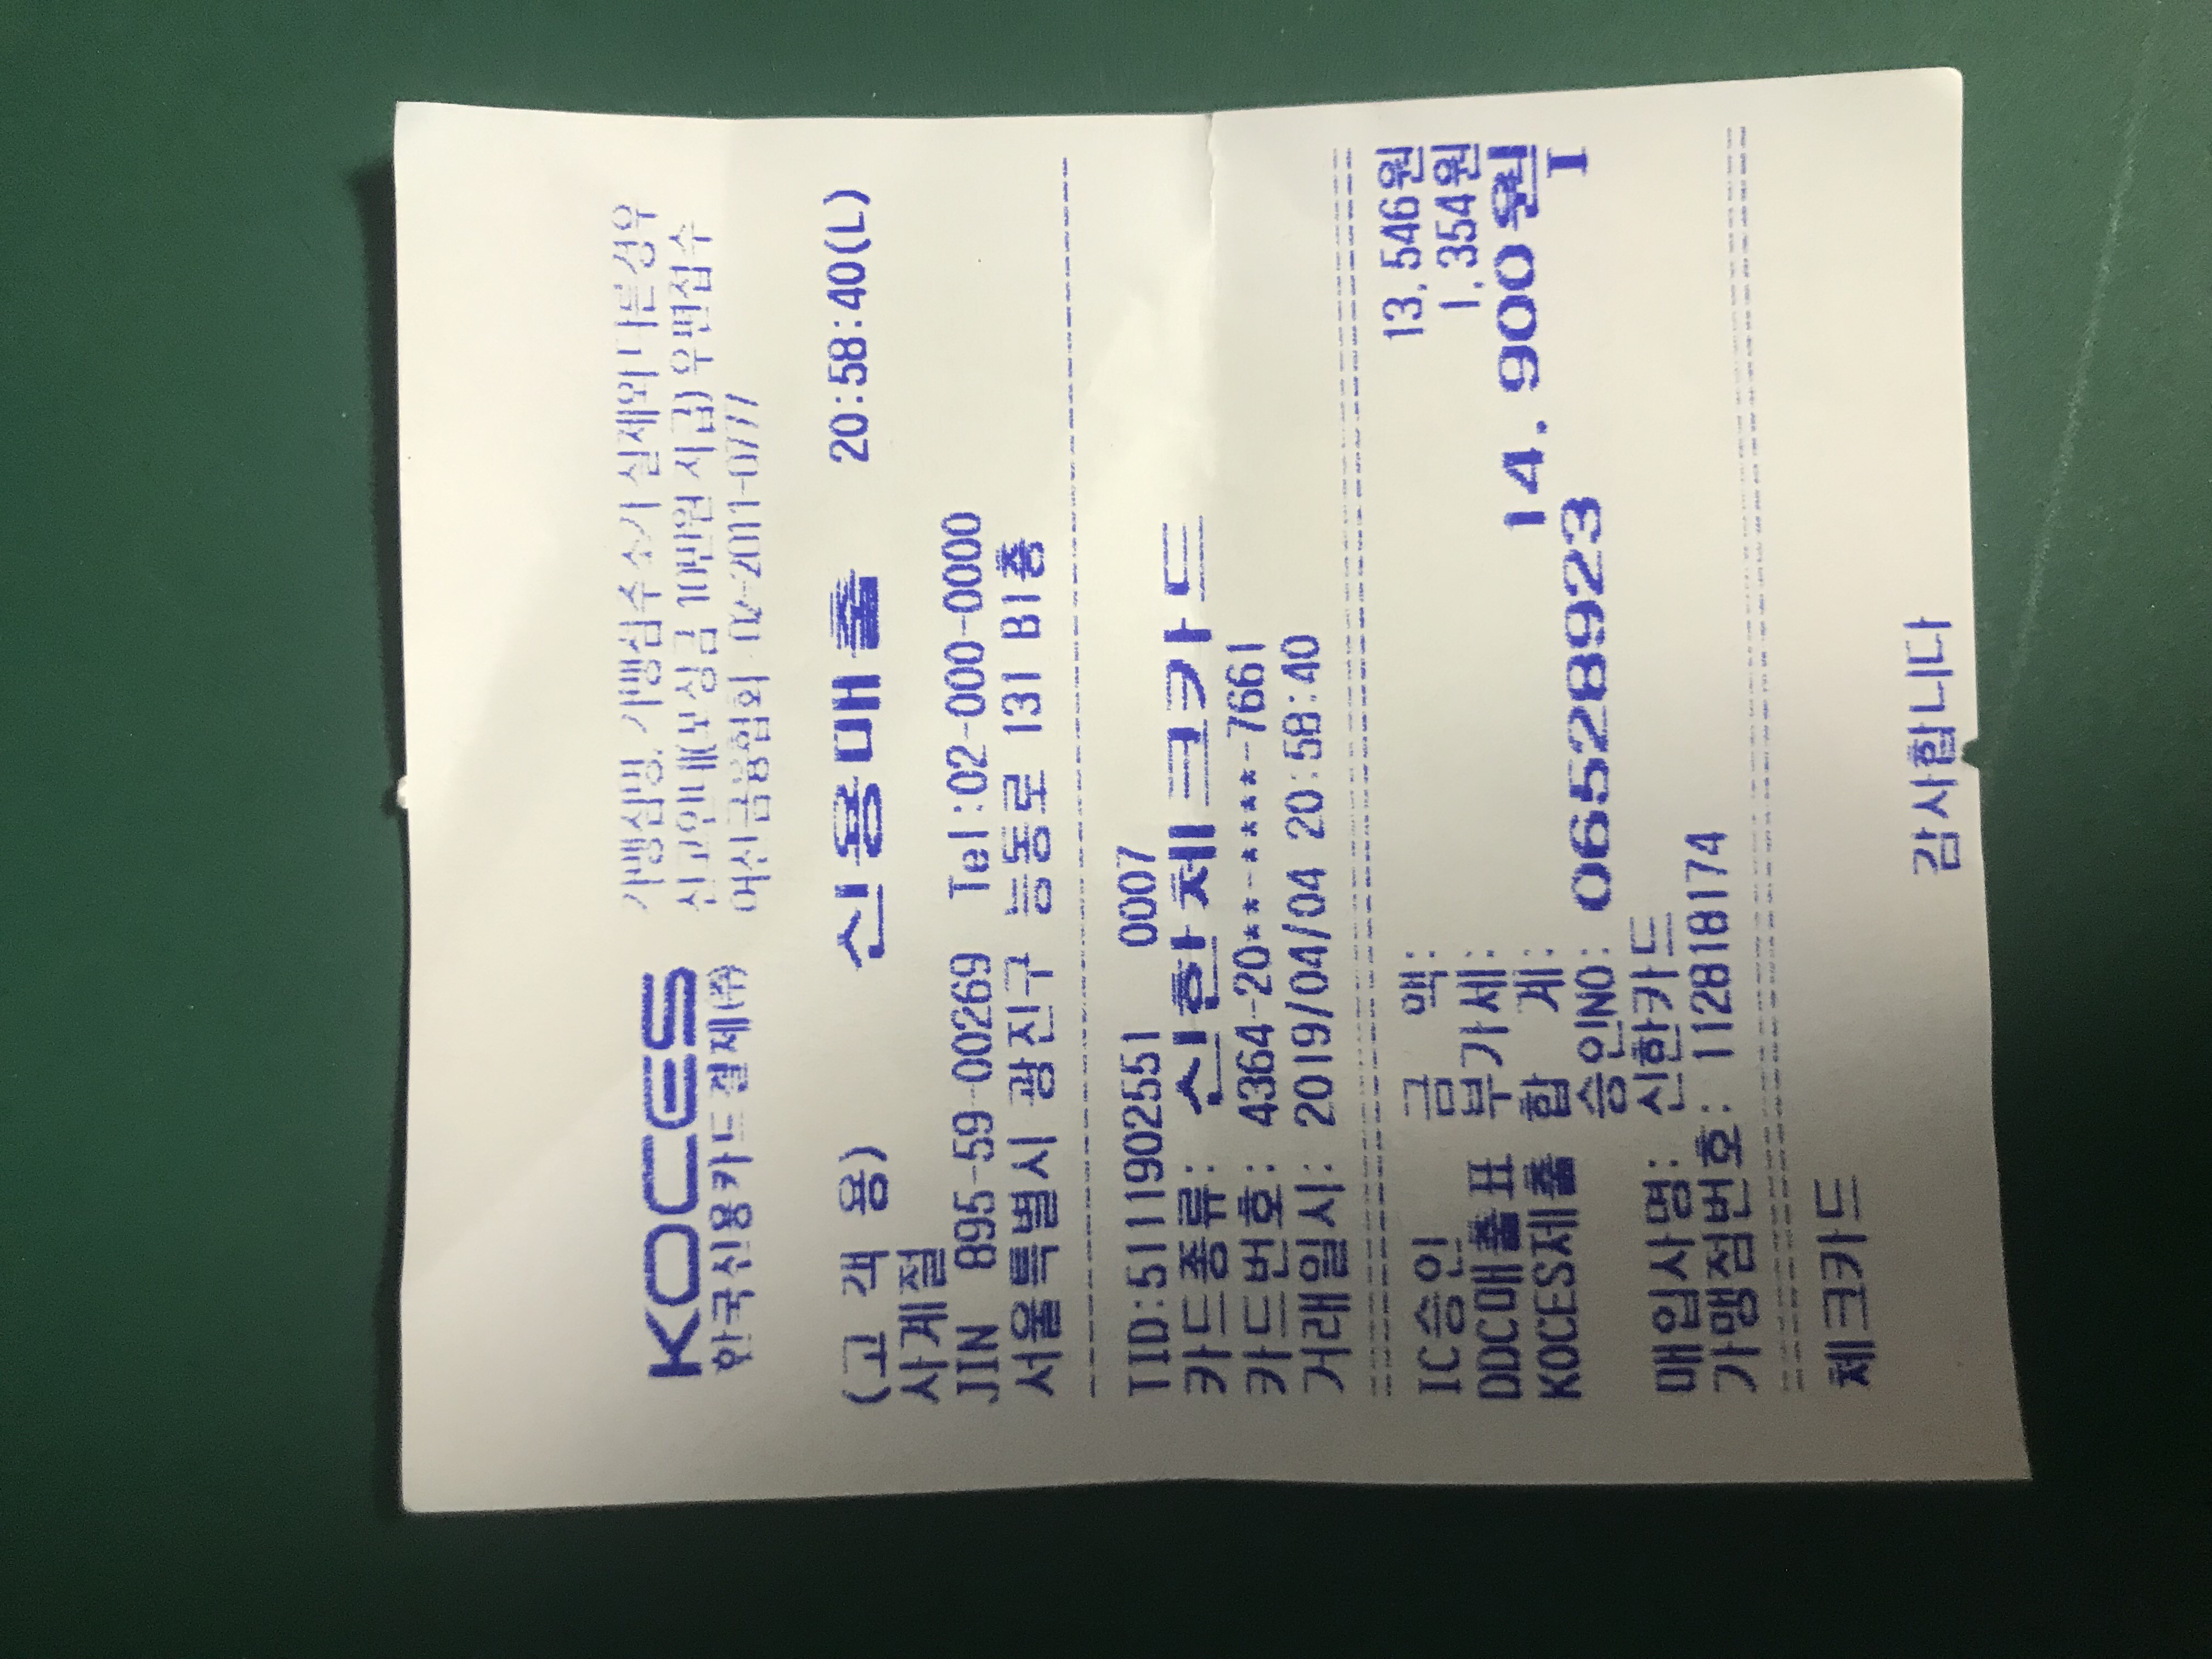 KOCES
한국신용카드결제(주)
가맹점명, 가맹점주소가 실제와 다른경우
신고안내(포상금 10만원 지급) 우편접수
여신금융협회 02-2011-0777
(고 객 용) 신용매출 20:58:40(L)
사계절
JIN 895-59-00269 Tel:02-000-0000
서울특별시 광진구 능동로 131 B1층
TID:5111902551 0007
카드종류: 신한체크카드
카드번호: 4364-20**-****-7661
거래일시: 2019/04/04 20:58:40
IC승인 금 액: 13,546원
DDC매출표 부가세: 1,354원
KOCES제출 합 계: 14,900원
승인NO: 06528923 I
매입사명: 신한카드
가맹점번호: 112818174
체크카드
감사합니다